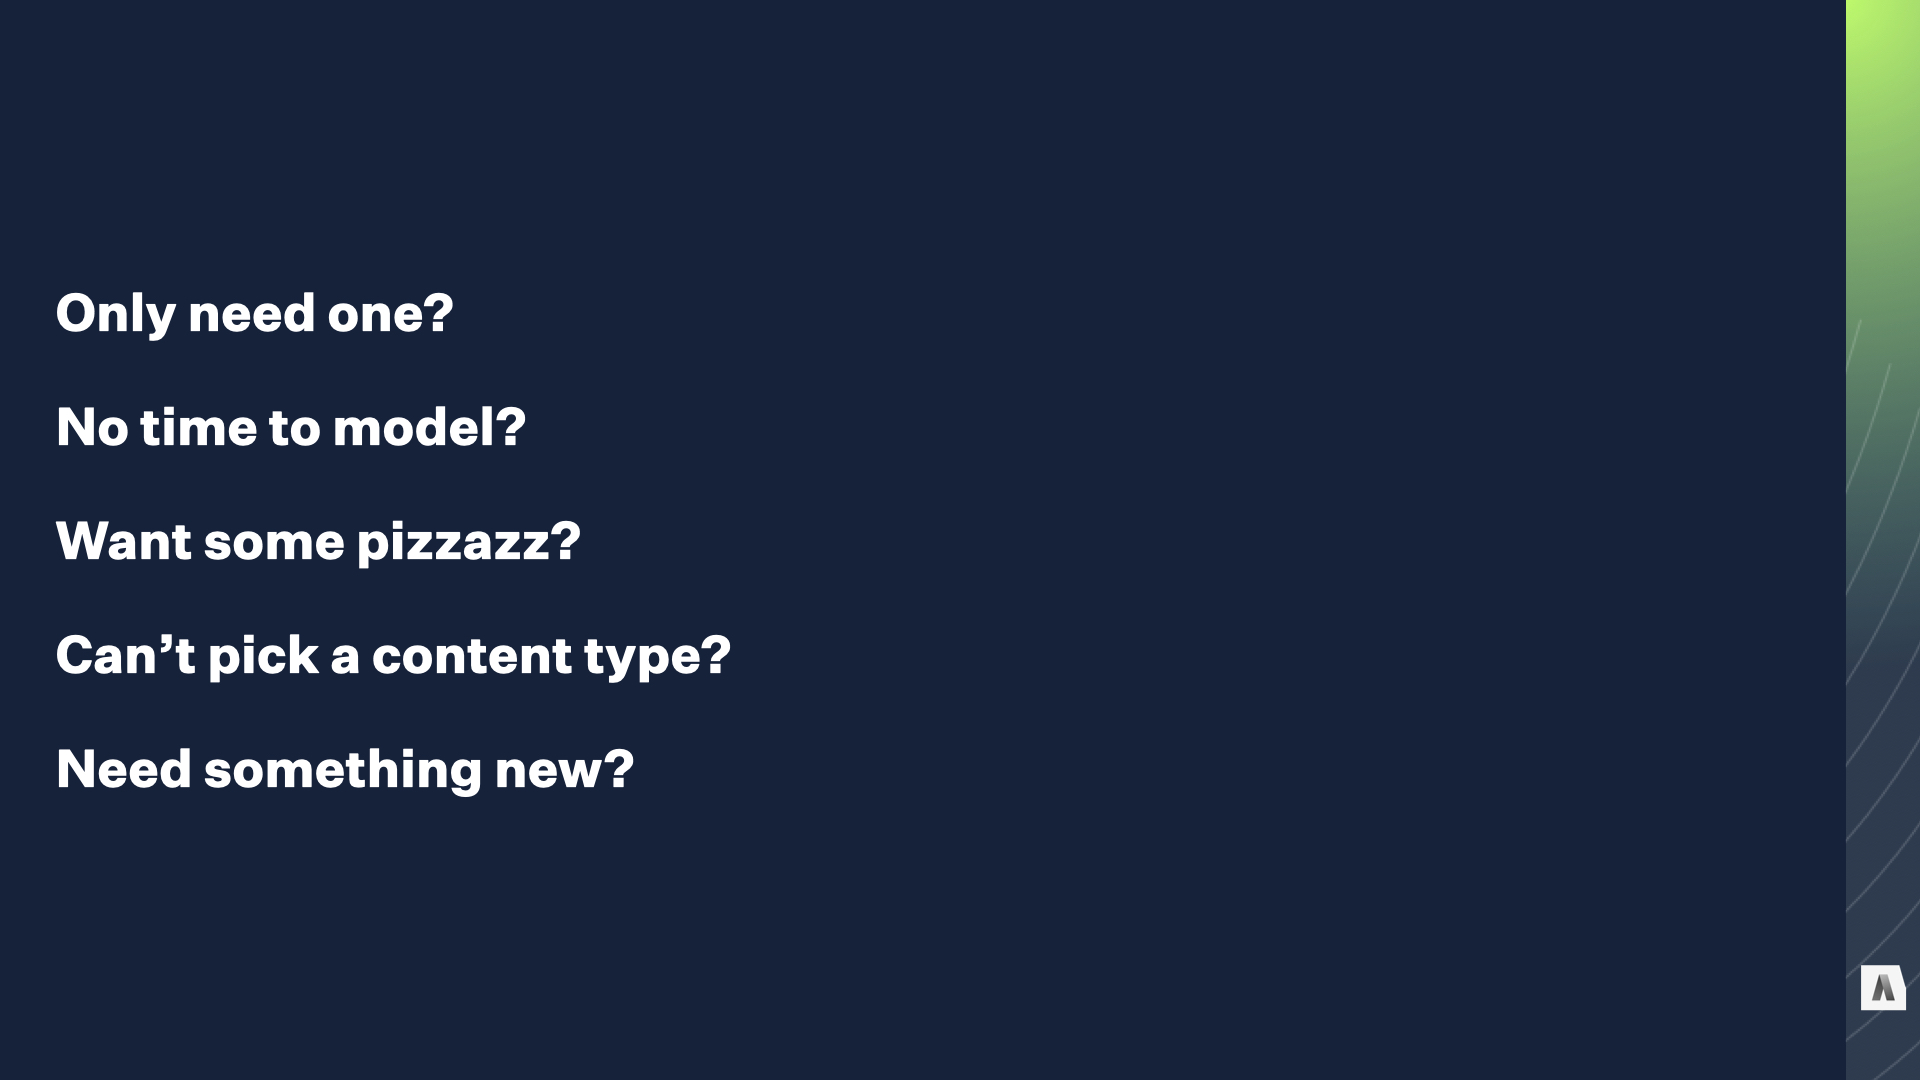 Only need one?
No time to model?
Want some pizzazz?
Can’t pick a content type?
Need something new?